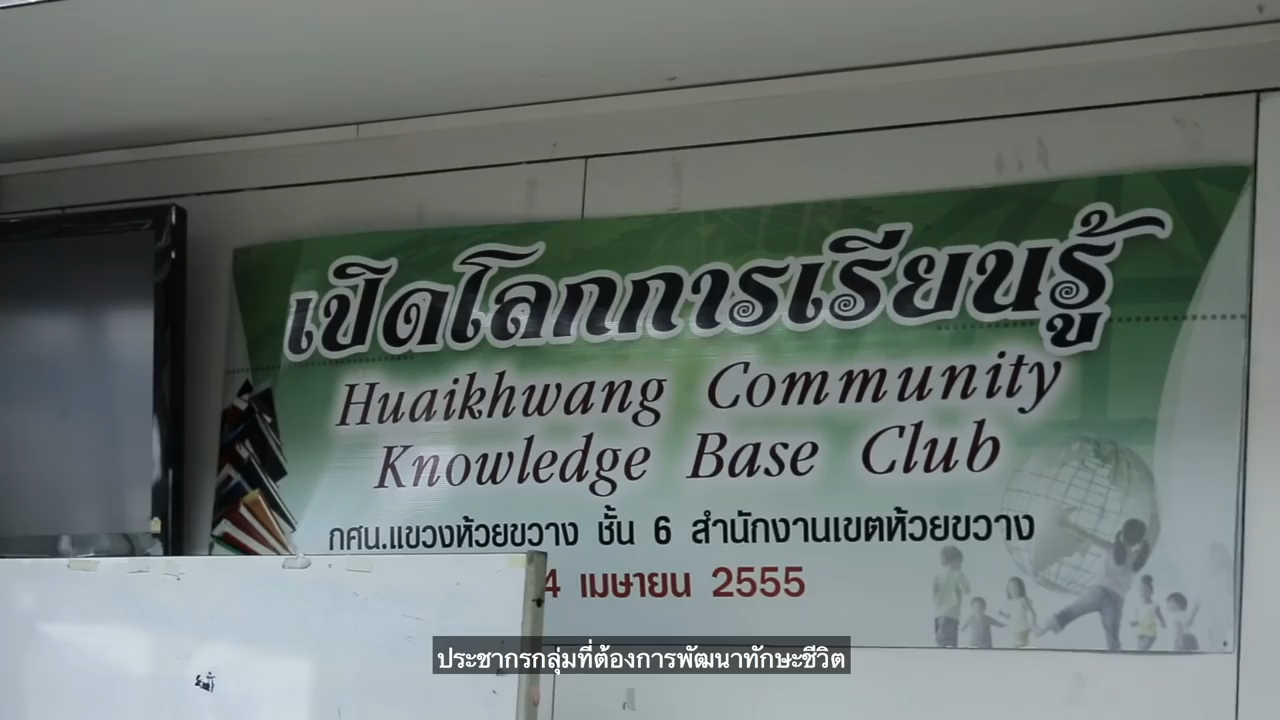 เปิดโลกการเรียนรู้
Huaikhwang Community
Knowledge Base Club
กศน.แขวงห้วยขวาง ชั้น 6 สำนักงานเขตห้วยขวาง
4 เมษายน 2555
ประชากรกลุ่มที่ต้องการพัฒนาทักษะชีวิต